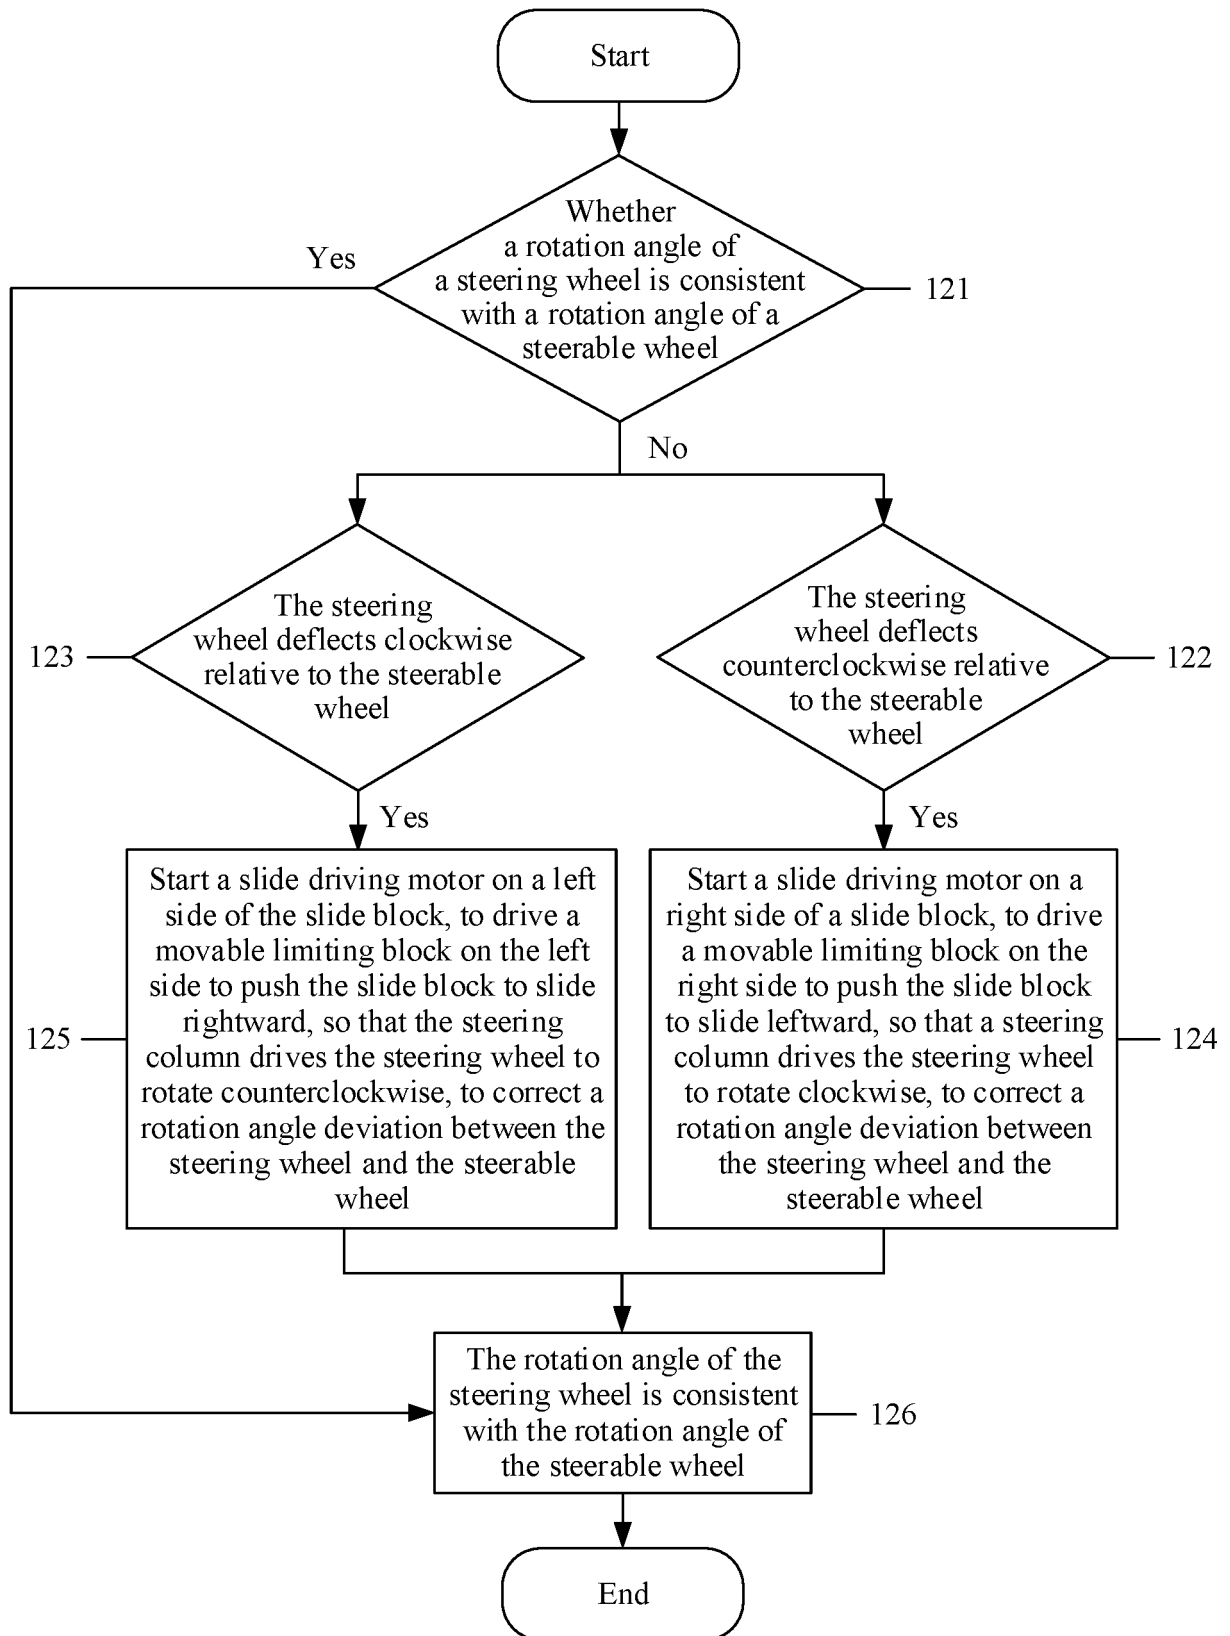 Start
Whether
a rotation angle of
a steering wheel is consistent
with a rotation angle of a
steerable wheel
Yes
121
No
The steering
wheel deflects clockwise
relative to the steerable
wheel
123
The steering
wheel deflects
counterclockwise relative
to the steerable
wheel
122
Yes
Yes
Start a slide driving motor on a left
side of the slide block, to drive a
movable limiting block on the left
side to push the slide block to slide
rightward, so that the steering
column drives the steering wheel to
rotate counterclockwise, to correct a
rotation angle deviation between the
steering wheel and the steerable
wheel
125
Start a slide driving motor on a
right side of a slide block, to drive
a movable limiting block on the
right side to push the slide block
to slide leftward, so that a steering
column drives the steering wheel
to rotate clockwise, to correct a
rotation angle deviation between
the steering wheel and the
steerable wheel
124
The rotation angle of the
steering wheel is consistent
with the rotation angle of
the steerable wheel
126
End